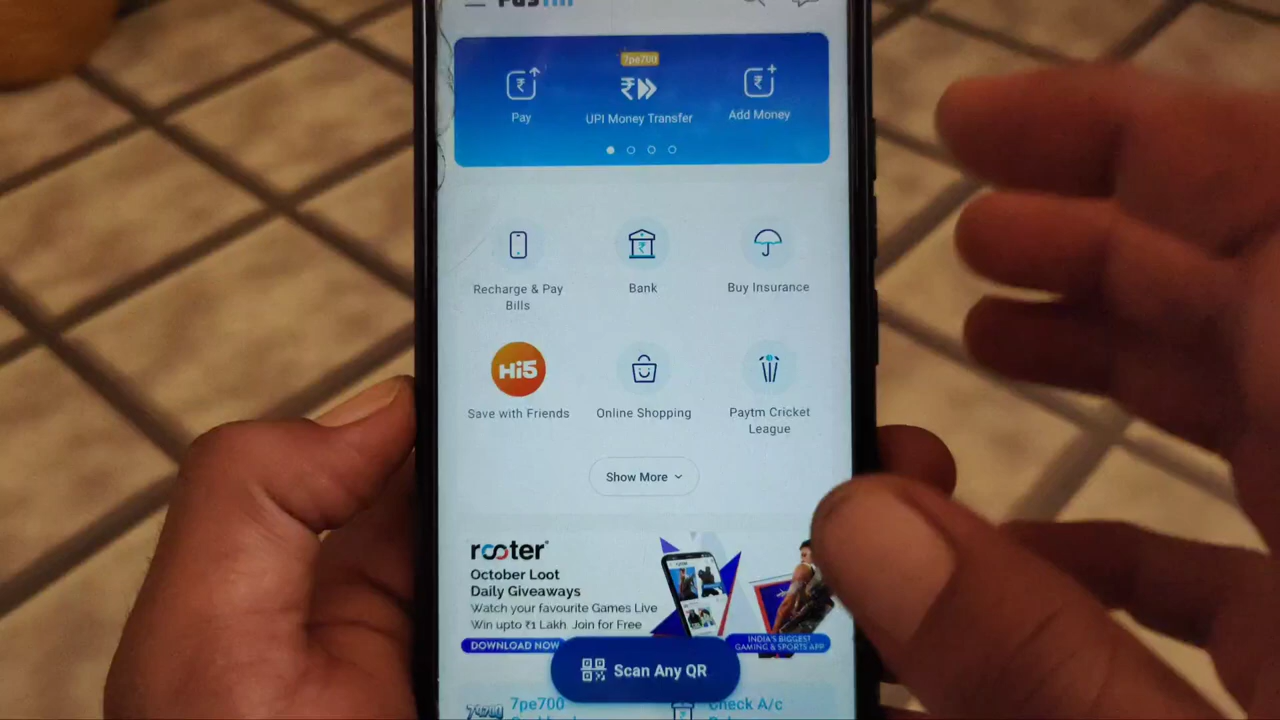 Paytm
7pe700
Pay
UPI Money Transfer
Add Money
Recharge & Pay
Bills
Bank
Buy Insurance
Hi5
Save with Friends
Online Shopping
Paytm Cricket
League
Show More
rooter
October Loot
Daily Giveaways
Watch your favourite Games Live
Win upto ₹1 Lakh. Join for Free
DOWNLOAD NOW
INDIA'S BIGGEST
GAMING & SPORTS APP
Scan Any QR
7pe700
Check A/c